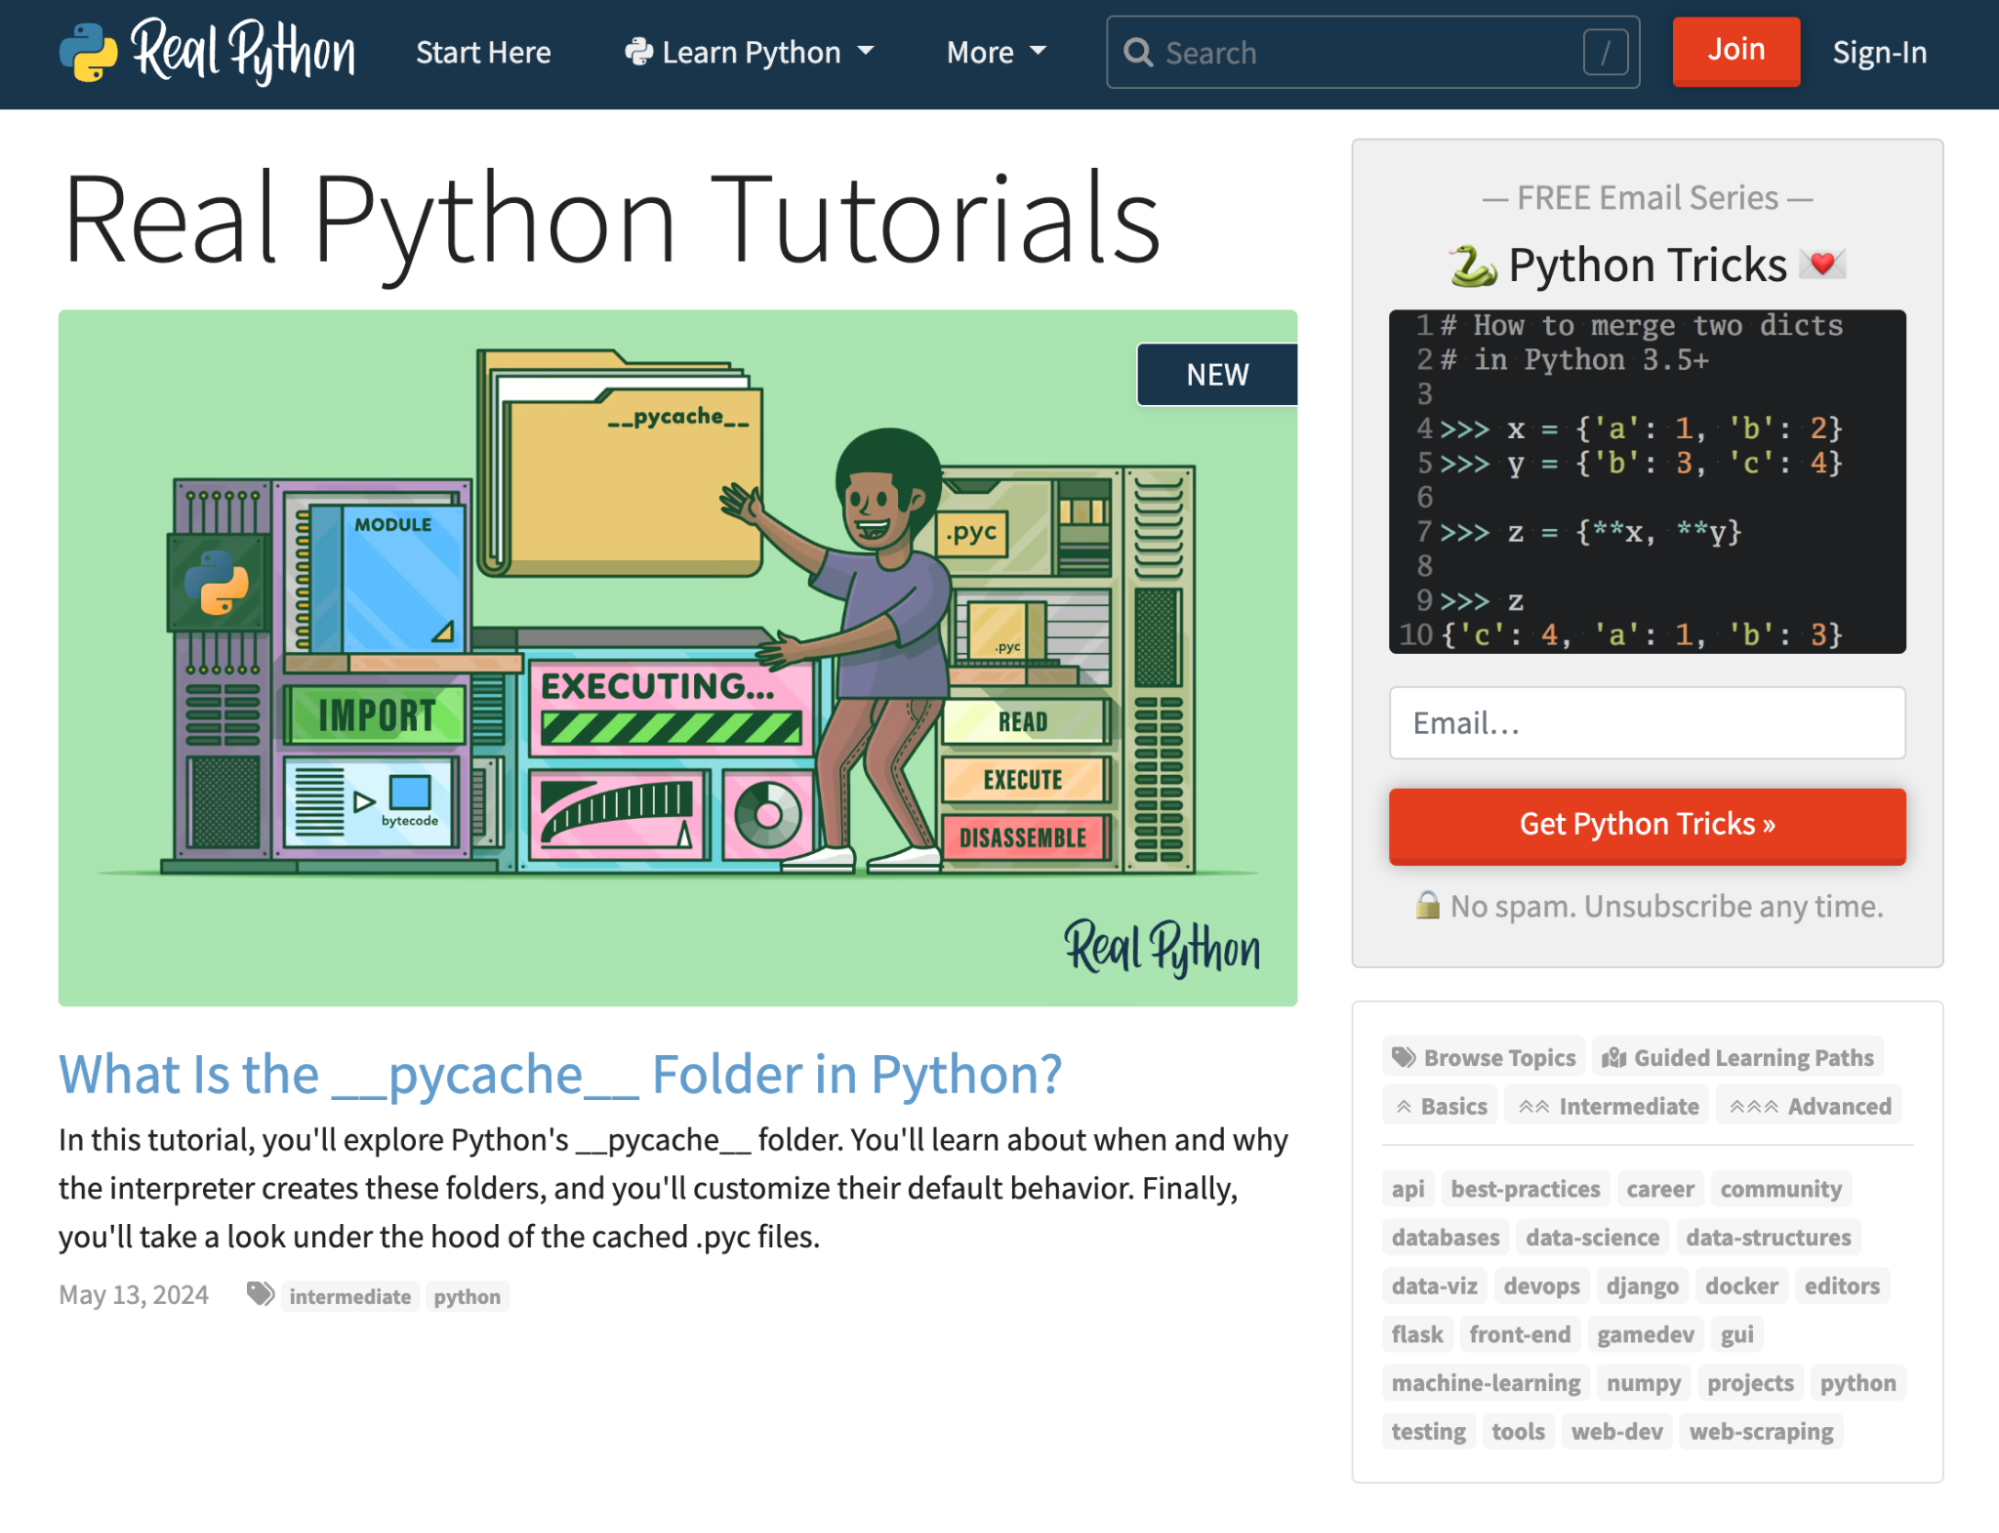 Real Python
Start Here
Learn Python
More
Search
/
Join
Sign-In
Real Python Tutorials
NEW
__pycache__
MODULE
.pyc
.pyc
IMPORT
EXECUTING...
READ
EXECUTE
DISASSEMBLE
bytecode
Real Python
What Is the __pycache__ Folder in Python?
In this tutorial, you'll explore Python's __pycache__ folder. You'll learn about when and why
the interpreter creates these folders, and you'll customize their default behavior. Finally,
you'll take a look under the hood of the cached .pyc files.
May 13, 2024
intermediate python
— FREE Email Series —
🐍 Python Tricks 💌
1 # How to merge two dicts
2 # in Python 3.5+
3
4 >>> x = {'a': 1, 'b': 2}
5 >>> y = {'b': 3, 'c': 4}
6
7 >>> z = {**x, **y}
8
9 >>> z
10 {'c': 4, 'a': 1, 'b': 3}
Email…
Get Python Tricks »
🔒 No spam. Unsubscribe any time.
Browse Topics Guided Learning Paths
Basics Intermediate Advanced
api best-practices career community
databases data-science data-structures
data-viz devops django docker editors
flask front-end gamedev gui
machine-learning numpy projects python
testing tools web-dev web-scraping